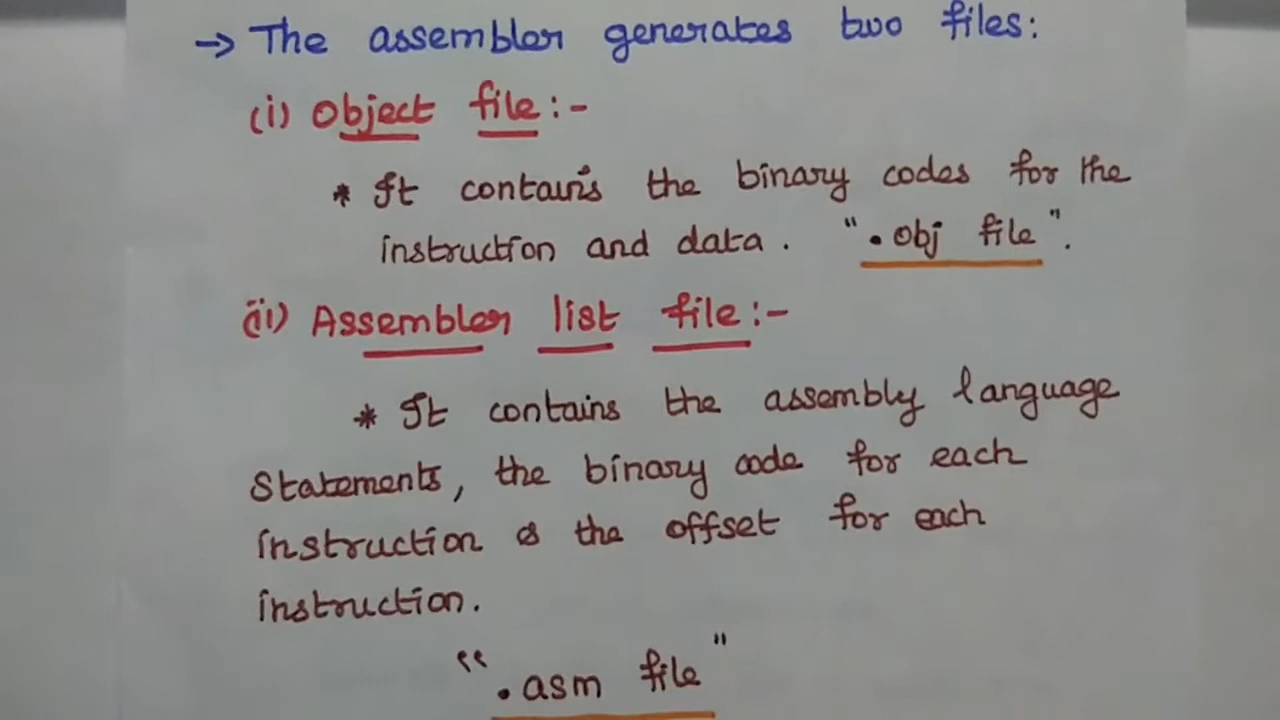 → The assembler generates two files:
(i) Object file:-
* It contains the binary codes for the
instruction and data. ".obj file".
(ii) Assembler list file:-
* It contains the assembly language
Statements, the binary code for each
instruction & the offset for each
instruction.
".asm file"